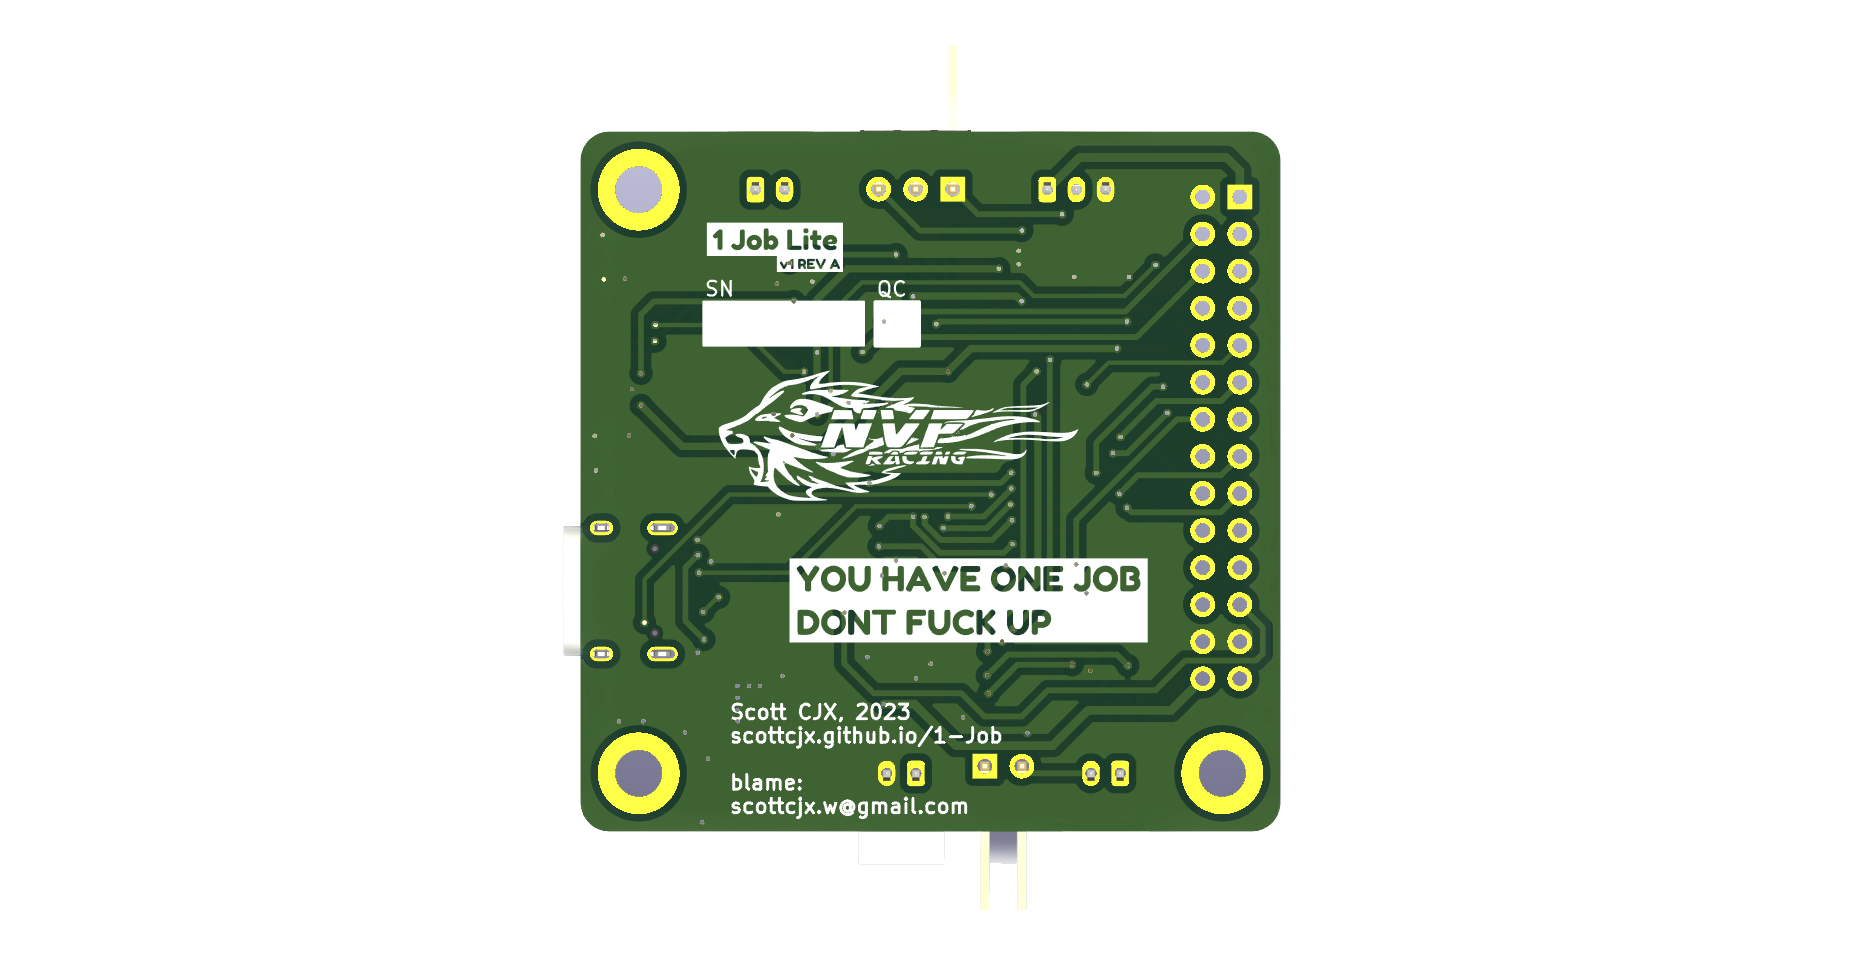 1 Job Lite
v1 REV A
SN QC
NVP
RACING
YOU HAVE ONE JOB
DONT FUCK UP
Scott CJX, 2023
scottcjx.github.io/1-Job
blame:
scottcjx.w@gmail.com